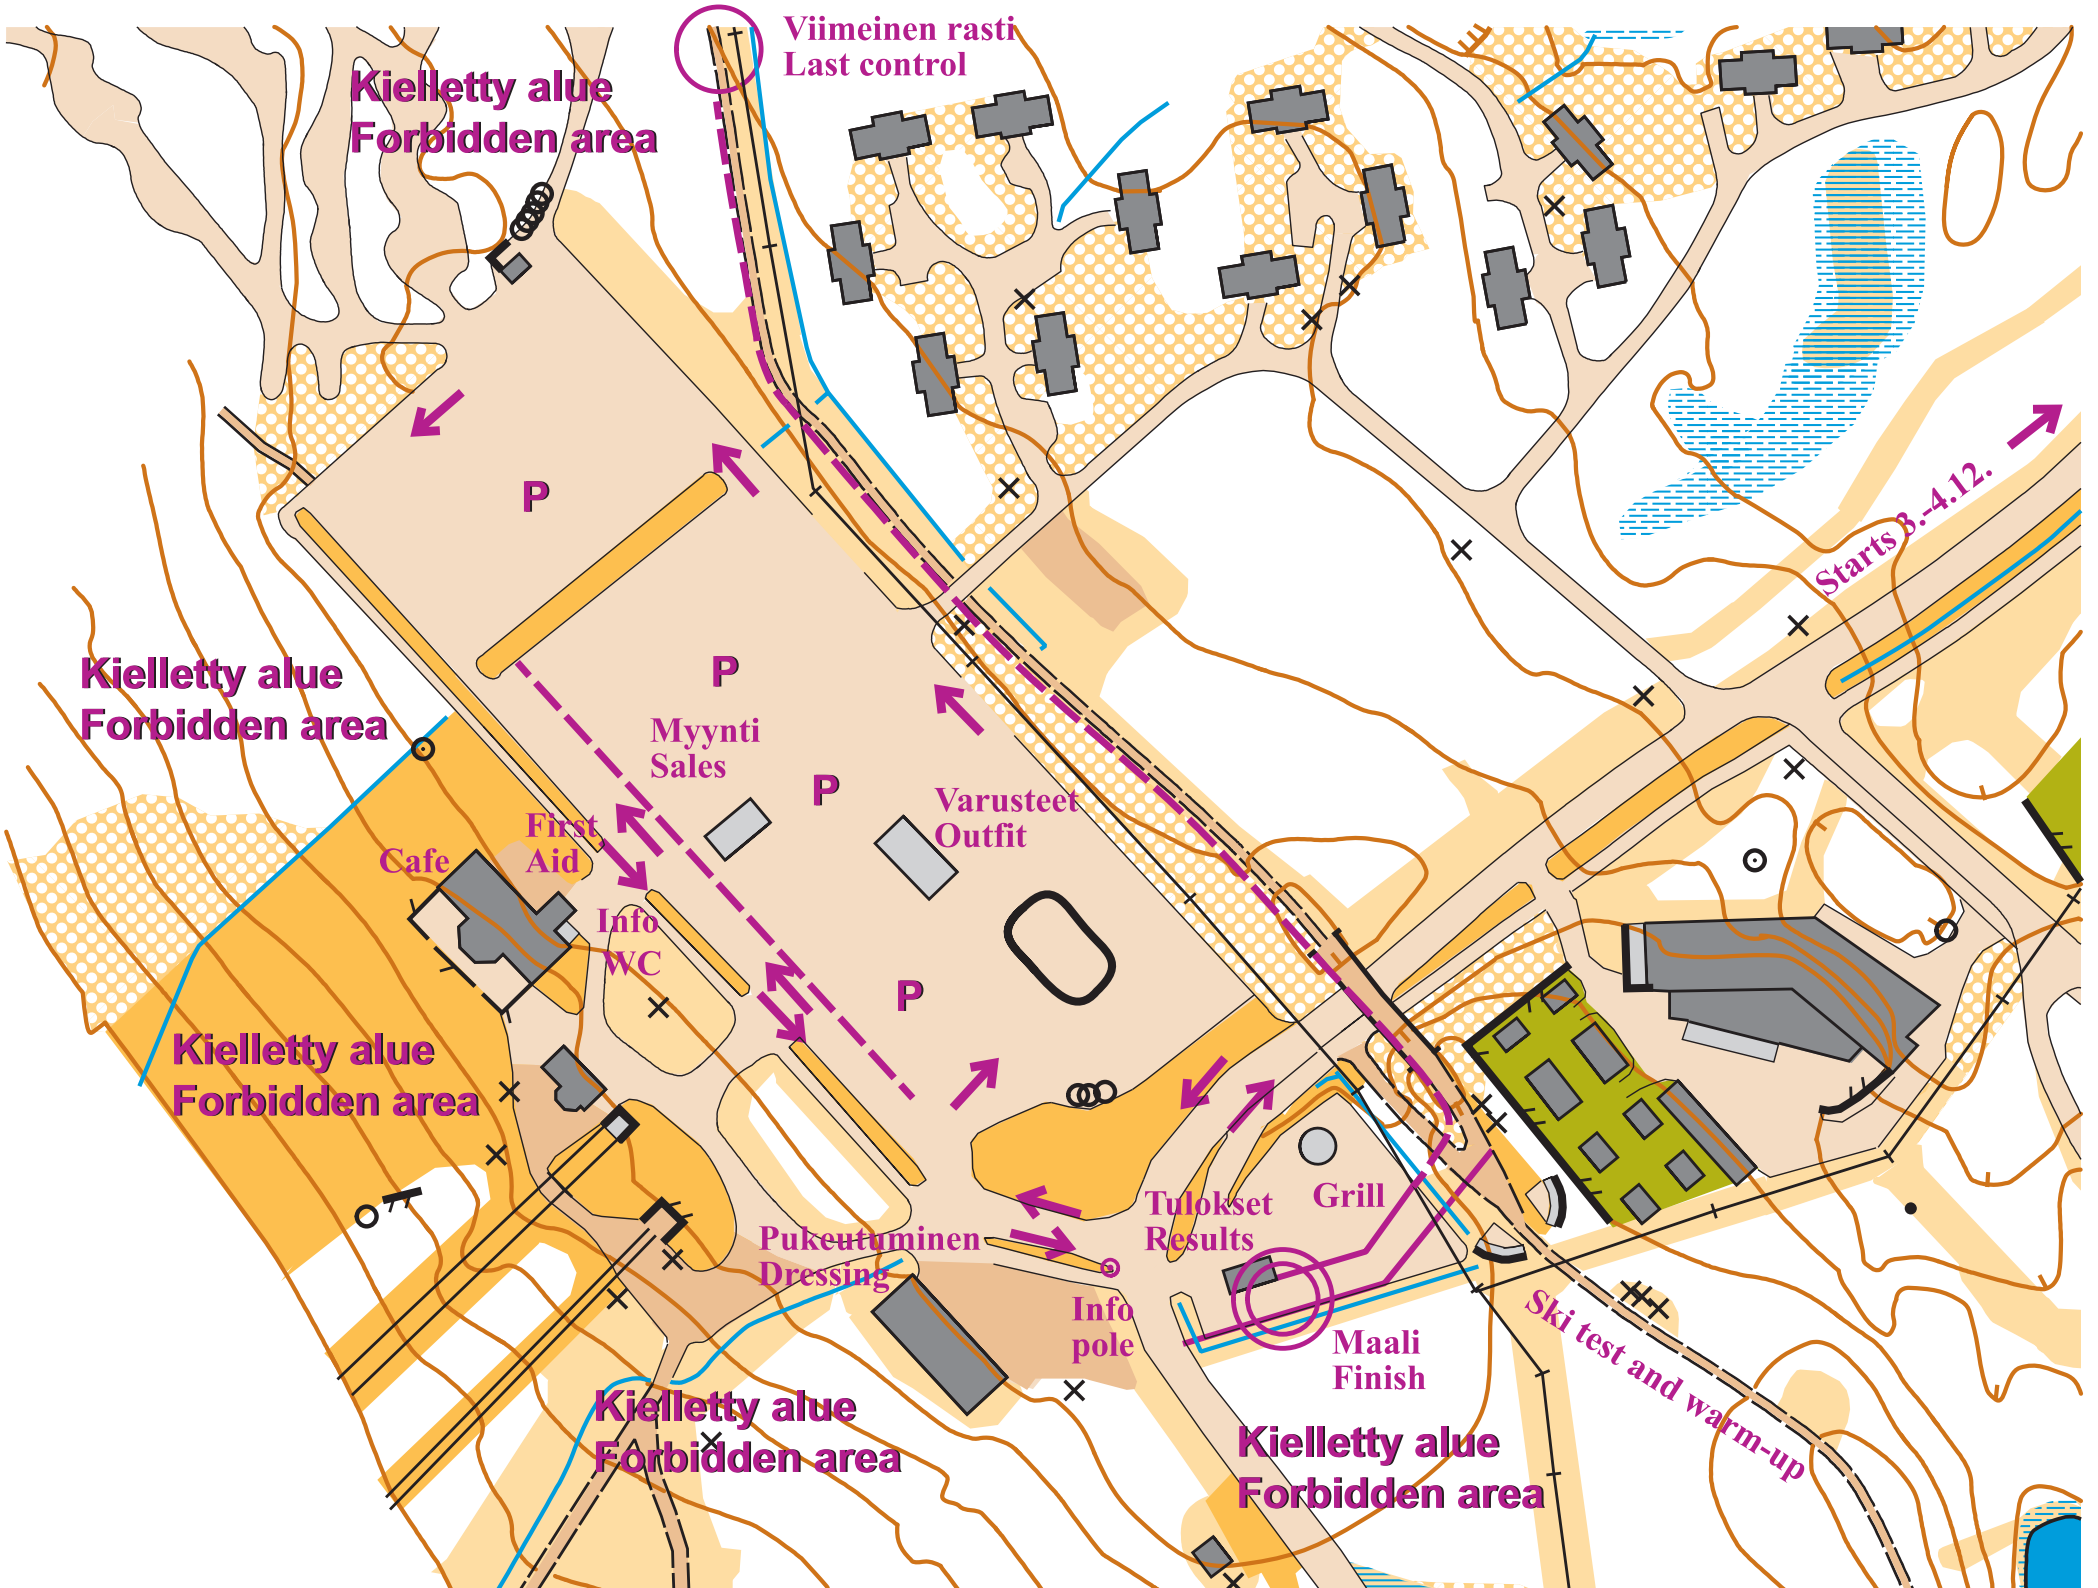 Viimeinen rasti
Last control
Kielletty alue
Forbidden area
P
Starts 3.-4.12.
Kielletty alue
Forbidden area
P
Myynti
Sales
P
Varusteet
Outfit
First
Aid
Cafe
Info
WC
P
Kielletty alue
Forbidden area
Tulokset
Results
Grill
Pukeutuminen
Dressing
Info
pole
Maali
Finish
Ski test and warm-up
Kielletty alue
Forbidden area
Kielletty alue
Forbidden area